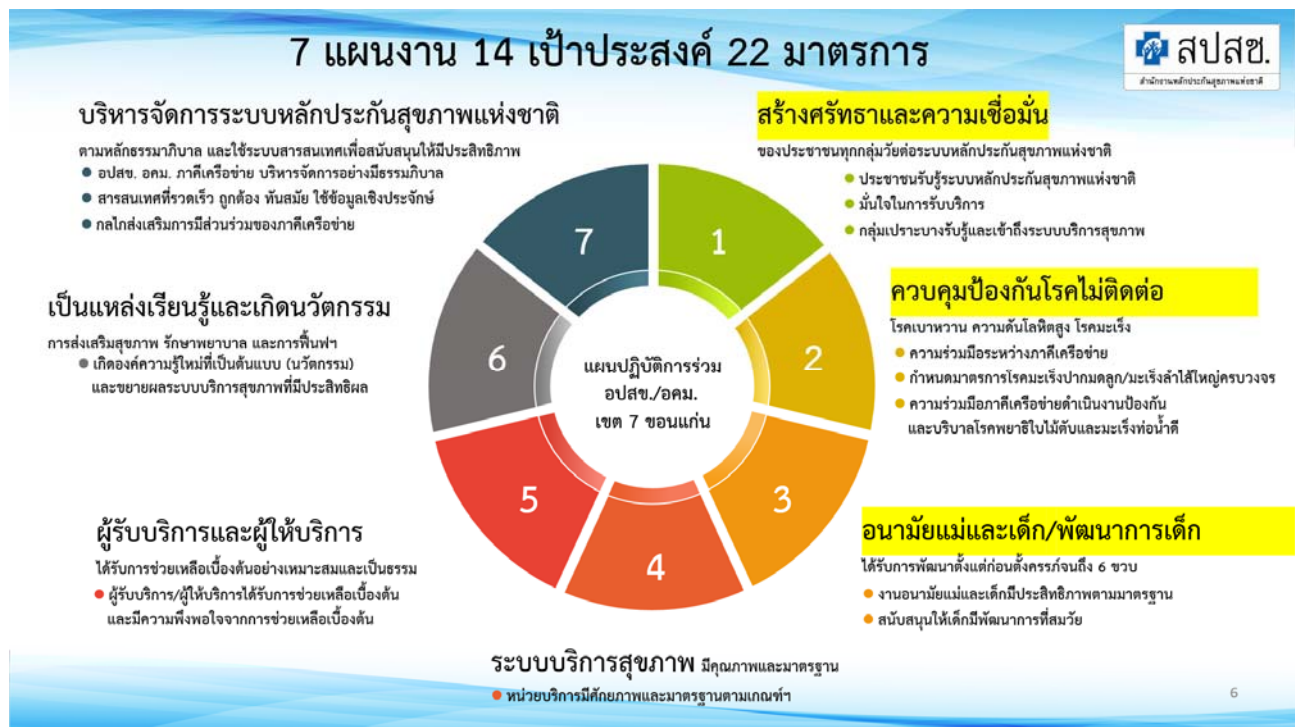 7 แผนงาน 14 เป้าประสงค์ 22 มาตรการ
สปสช.
สำนักงานหลักประกันสุขภาพแห่งชาติ
สร้างศรัทธาและความเชื่อมั่น
ของประชาชนทุกกลุ่มวัยต่อระบบหลักประกันสุขภาพแห่งชาติ
● ประชาชนรับรู้ระบบหลักประกันสุขภาพแห่งชาติ
● มั่นใจในการรับบริการ
● กลุ่มเปราะบางรับรู้และเข้าถึงระบบบริการสุขภาพ
ควบคุมป้องกันโรคไม่ติดต่อ
โรคเบาหวาน ความดันโลหิตสูง โรคมะเร็ง
● ความร่วมมือระหว่างภาคีเครือข่าย
● กำหนดมาตรการโรคมะเร็งปากมดลูก/มะเร็งลำไส้ใหญ่ครบวงจร
● ความร่วมมือภาคีเครือข่ายดำเนินงานป้องกัน
และบริบาลโรคพยาธิใบไม้ตับและมะเร็งท่อน้ำดี
อนามัยแม่และเด็ก/พัฒนาการเด็ก
ได้รับการพัฒนาตั้งแต่ก่อนตั้งครรภ์จนถึง 6 ขวบ
● งานอนามัยแม่และเด็กมีประสิทธิภาพตามมาตรฐาน
● สนับสนุนให้เด็กมีพัฒนาการที่สมวัย
ระบบบริการสุขภาพ มีคุณภาพและมาตรฐาน
● หน่วยบริการมีศักยภาพและมาตรฐานตามเกณฑ์ฯ
ผู้รับบริการและผู้ให้บริการ
ได้รับการช่วยเหลือเบื้องต้นอย่างเหมาะสมและเป็นธรรม
● ผู้รับบริการ/ผู้ให้บริการได้รับการช่วยเหลือเบื้องต้น
และมีความพึงพอใจจากการช่วยเหลือเบื้องต้น
เป็นแหล่งเรียนรู้และเกิดนวัตกรรม
การส่งเสริมสุขภาพ รักษาพยาบาล และการฟื้นฟูฯ
● เกิดองค์ความรู้ใหม่ที่เป็นต้นแบบ (นวัตกรรม)
และขยายผลระบบบริการสุขภาพที่มีประสิทธิผล
บริหารจัดการระบบหลักประกันสุขภาพแห่งชาติ
ตามหลักธรรมาภิบาล และใช้ระบบสารสนเทศเพื่อสนับสนุนให้มีประสิทธิภาพ
● อปสข. อคม. ภาคีเครือข่าย บริหารจัดการอย่างมีธรรมภิบาล
● สารสนเทศที่รวดเร็ว ถูกต้อง ทันสมัย ใช้ข้อมูลเชิงประจักษ์
● กลไกส่งเสริมการมีส่วนร่วมของภาคีเครือข่าย
1
2
3
4
5
6
7
แผนปฏิบัติการร่วม
อปสข./อคม.
เขต 7 ขอนแก่น
6